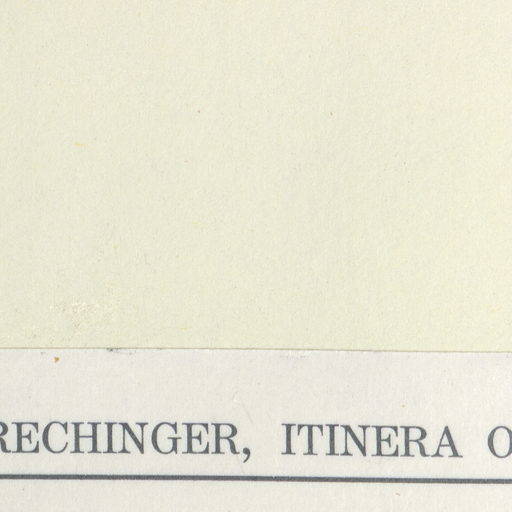 RECHINGER, ITINERA O